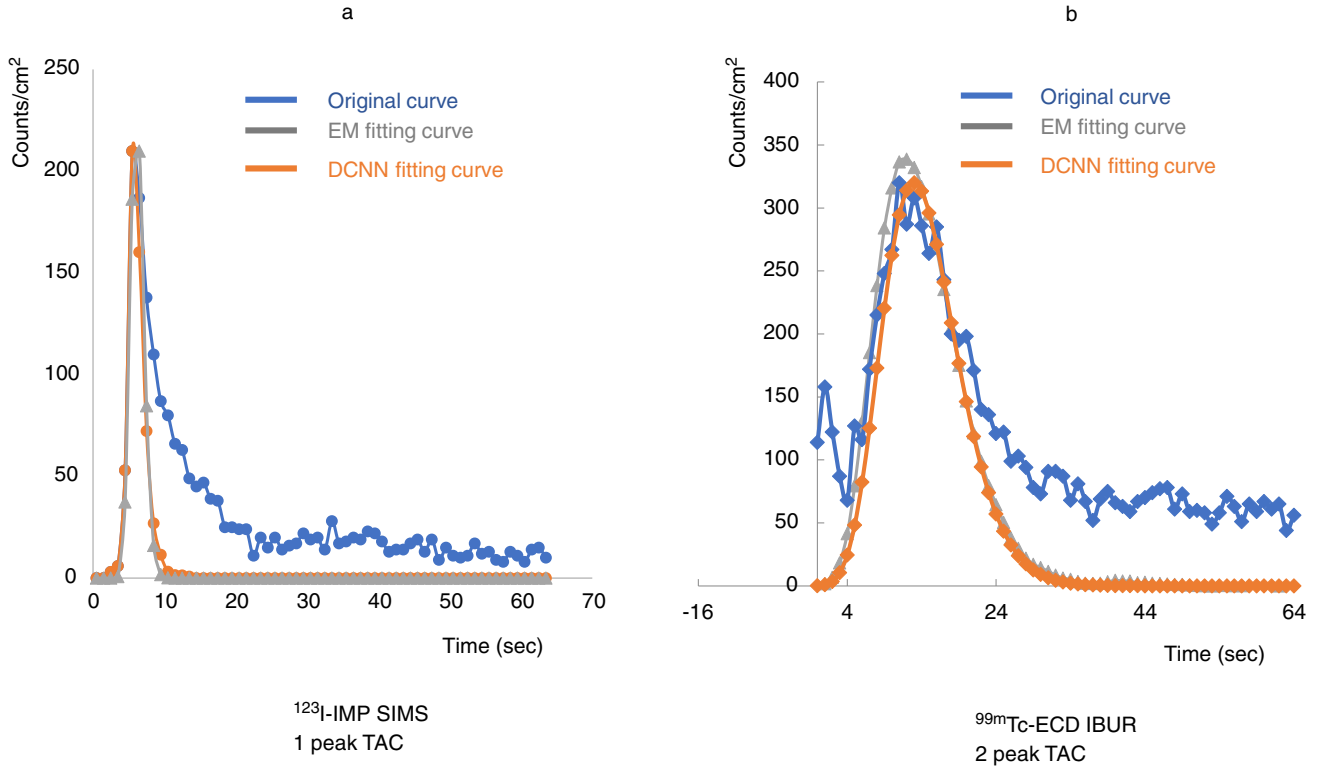 a
Counts/cm²
250
200
150
100
50
0
0 10 20 30 40 50 60 70
Original curve
EM fitting curve
DCNN fitting curve
Time (sec)
¹²³I-IMP SIMS
1 peak TAC
b
Counts/cm²
400
350
300
250
200
150
100
50
0
-16 4 24 44 64
Original curve
EM fitting curve
DCNN fitting curve
Time (sec)
⁹⁹ᵐTc-ECD IBUR
2 peak TAC